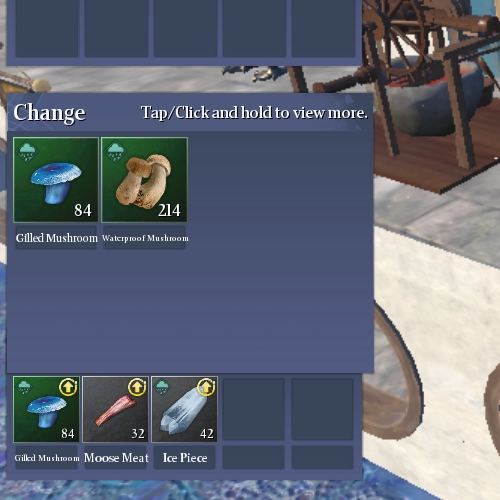 Change
Tap/Click and hold to view more.
84
214
Gilled Mushroom
Waterproof Mushroom
84
32
42
Gilled Mushroom
Moose Meat
Ice Piece